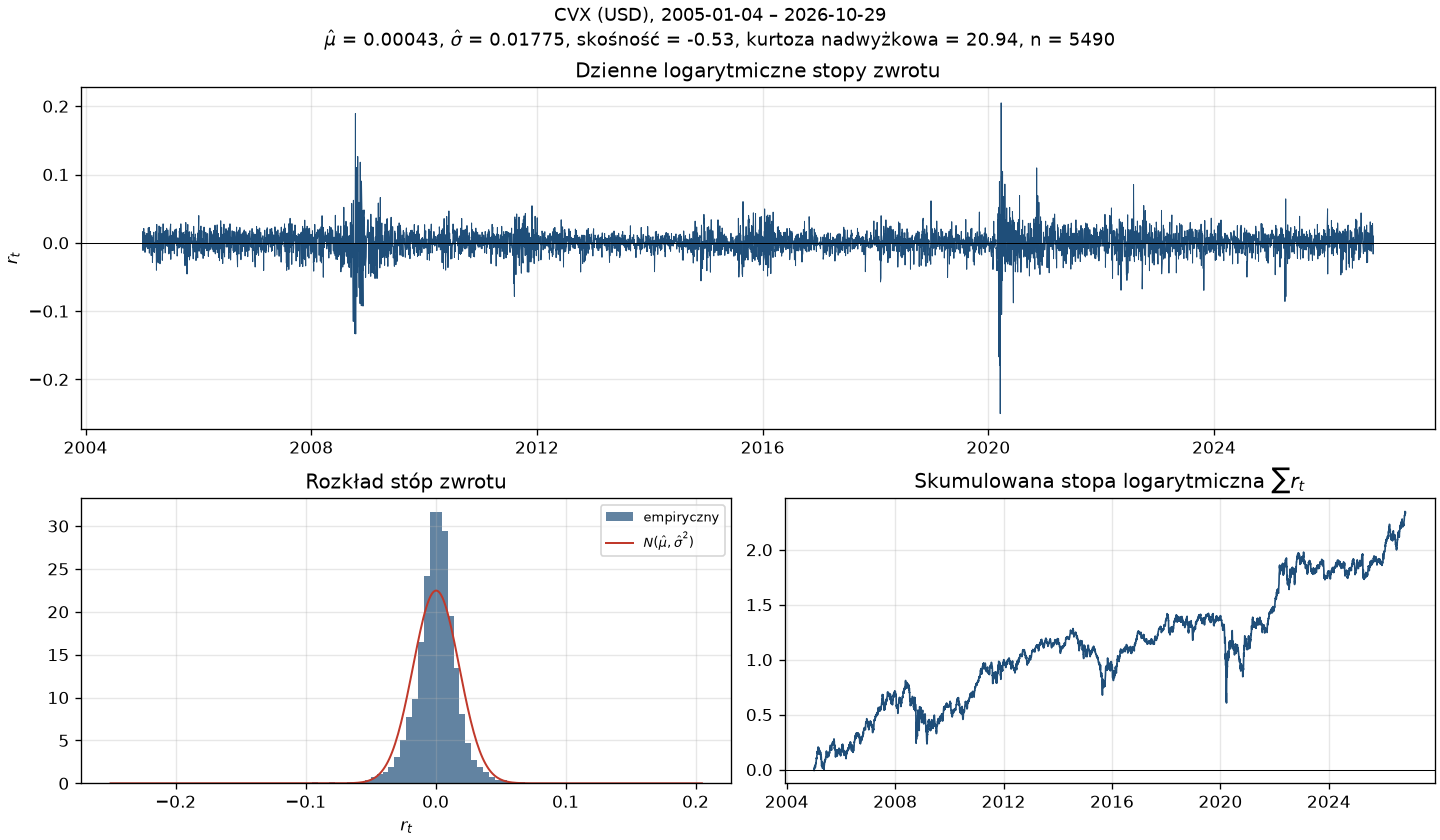 CVX (USD), 2005-01-04 – 2026-10-29
μ̂ = 0.00043, σ̂ = 0.01775, skośność = -0.53, kurtoza nadwyżkowa = 20.94, n = 5490
Dzienne logarytmiczne stopy zwrotu
0.2
0.1
0.0
−0.1
−0.2
r_t
2004 2008 2012 2016 2020 2024
Rozkład stóp zwrotu
30
25
20
15
10
5
0
empiryczny
N(μ̂, σ̂²)
−0.2 −0.1 0.0 0.1 0.2
r_t
Skumulowana stopa logarytmiczna ∑r_t
2.0
1.5
1.0
0.5
0.0
2004 2008 2012 2016 2020 2024